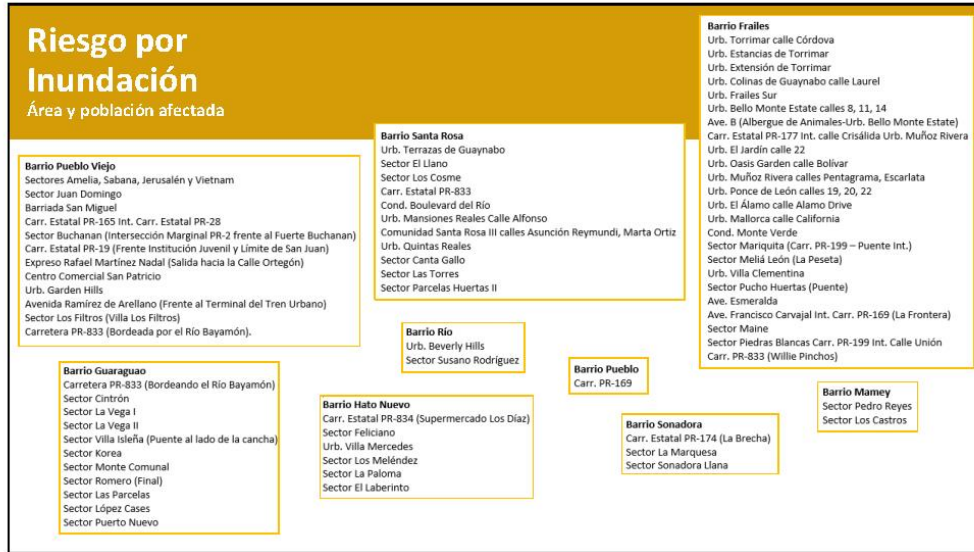 Riesgo por
Inundación
Área y población afectada
Barrio Pueblo Viejo
Sectores Amelia, Sabana, Jerusalén y Vietnam
Sector Juan Domingo
Barriada San Miguel
Carr. Estatal PR-165 Int. Carr. Estatal PR-28
Sector Buchanan (Intersección Marginal PR-2 frente al Fuerte Buchanan)
Carr. Estatal PR-19 (Frente Institución Juvenil y Límite de San Juan)
Expreso Rafael Martínez Nadal (Salida hacia la Calle Ortegón)
Centro Comercial San Patricio
Urb. Garden Hills
Avenida Ramírez de Arellano (Frente al Terminal del Tren Urbano)
Sector Los Filtros (Villa Los Filtros)
Carretera PR-833 (Bordeada por el Río Bayamón).
Barrio Santa Rosa
Urb. Terrazas de Guaynabo
Sector El Llano
Sector Los Cosme
Carr. Estatal PR-833
Cond. Boulevard del Río
Urb. Mansiones Reales Calle Alfonso
Comunidad Santa Rosa III calles Asunción Reymundi, Marta Ortiz
Urb. Quintas Reales
Sector Canta Gallo
Sector Las Torres
Sector Parcelas Huertas II
Barrio Frailes
Urb. Torrimar calle Córdova
Urb. Estancias de Torrimar
Urb. Extensión de Torrimar
Urb. Colinas de Guaynabo calle Laurel
Urb. Frailes Sur
Urb. Bello Monte Estate calles 8, 11, 14
Ave. B (Albergue de Animales-Urb. Bello Monte Estate)
Carr. Estatal PR-177 Int. calle Crisálida Urb. Muñoz Rivera
Urb. El Jardín calle 22
Urb. Oasis Garden calle Bolívar
Urb. Muñoz Rivera calles Pentagrama, Escarlata
Urb. Ponce de León calles 19, 20, 22
Urb. El Álamo calle Alamo Drive
Urb. Mallorca calle California
Cond. Monte Verde
Sector Mariquita (Carr. PR-199 – Puente Int.)
Sector Meliá León (La Peseta)
Urb. Villa Clementina
Sector Pucho Huertas (Puente)
Ave. Esmeralda
Ave. Francisco Carvajal Int. Carr. PR-169 (La Frontera)
Sector Maine
Sector Piedras Blancas Carr. PR-199 Int. Calle Unión
Carr. PR-833 (Willie Pinchos)
Barrio Río
Urb. Beverly Hills
Sector Susano Rodríguez
Barrio Pueblo
Carr. PR-169
Barrio Guaraguao
Carretera PR-833 (Bordeando el Río Bayamón)
Sector Cintrón
Sector La Vega I
Sector La Vega II
Sector Villa Isleña (Puente al lado de la cancha)
Sector Korea
Sector Monte Comunal
Sector Romero (Final)
Sector Las Parcelas
Sector López Cases
Sector Puerto Nuevo
Barrio Hato Nuevo
Carr. Estatal PR-834 (Supermercado Los Díaz)
Sector Feliciano
Urb. Villa Mercedes
Sector Los Meléndez
Sector La Paloma
Sector El Laberinto
Barrio Sonadora
Carr. Estatal PR-174 (La Brecha)
Sector La Marquesa
Sector Sonadora Llana
Barrio Mamey
Sector Pedro Reyes
Sector Los Castros